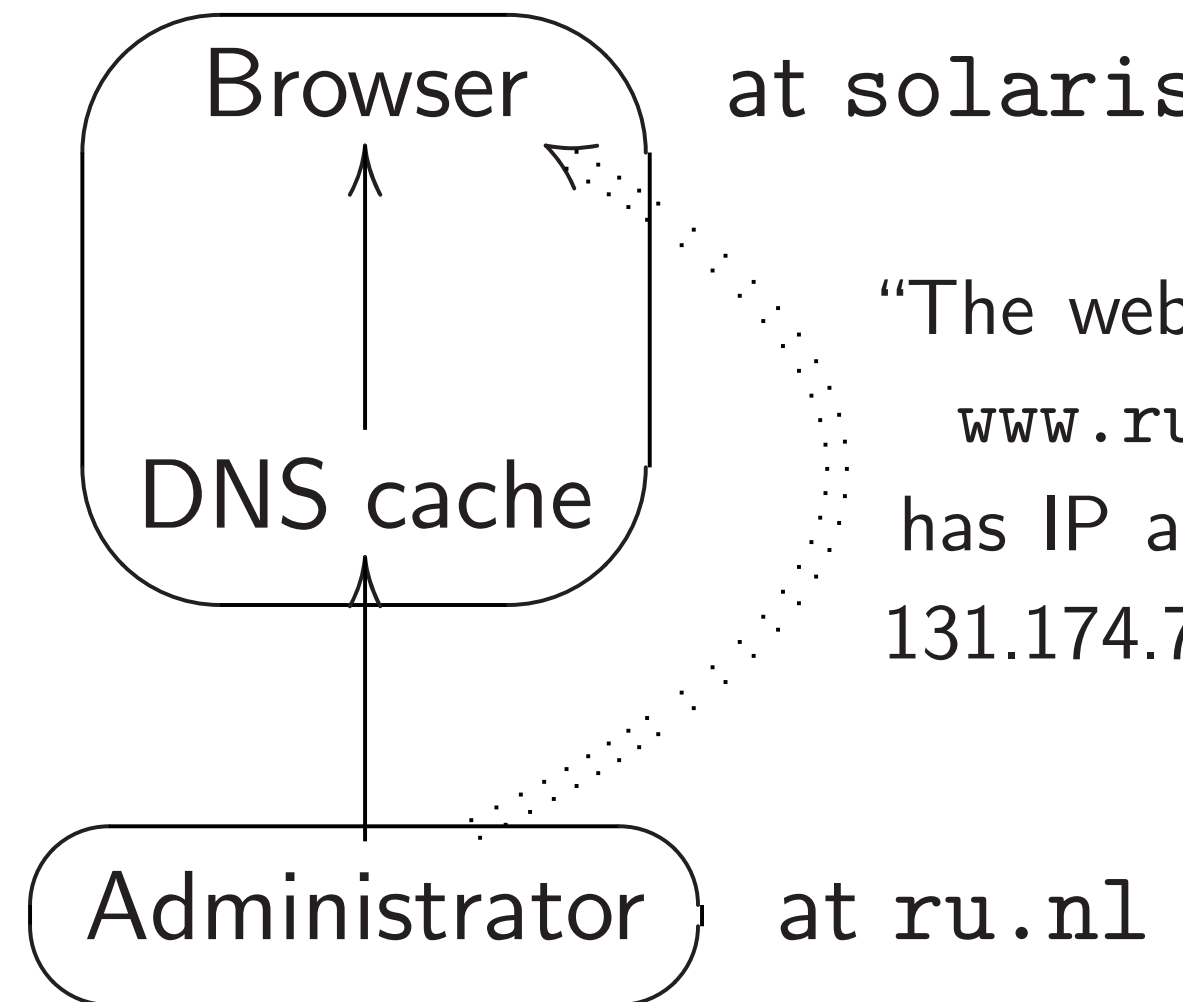 Browser at solaris
“The web
www.ru
has IP a
DNS cache
131.174.7
Administrator at ru.nl